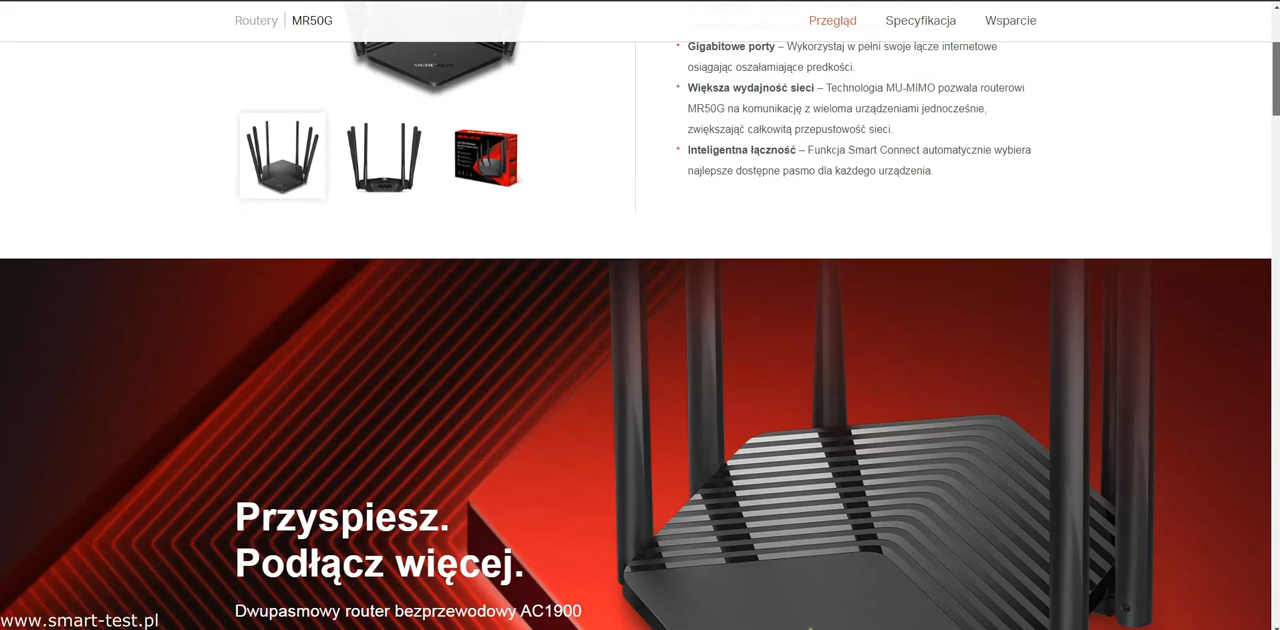 Routery | MR50G
Przegląd
Specyfikacja
Wsparcie
Gigabitowe porty – Wykorzystaj w pełni swoje łącze internetowe
osiągając oszałamiające predkości.
Większa wydajność sieci – Technologia MU-MIMO pozwala routerowi
MR50G na komunikację z wieloma urządzeniami jednocześnie,
zwiększająć całkowitą przepustowość sieci.
Inteligentna łączność – Funkcja Smart Connect automatycznie wybiera
najlepsze dostępne pasmo dla każdego urządzenia.
Przyspiesz.
Podłącz więcej.
Dwupasmowy router bezprzewodowy AC1900
www.smart-test.pl